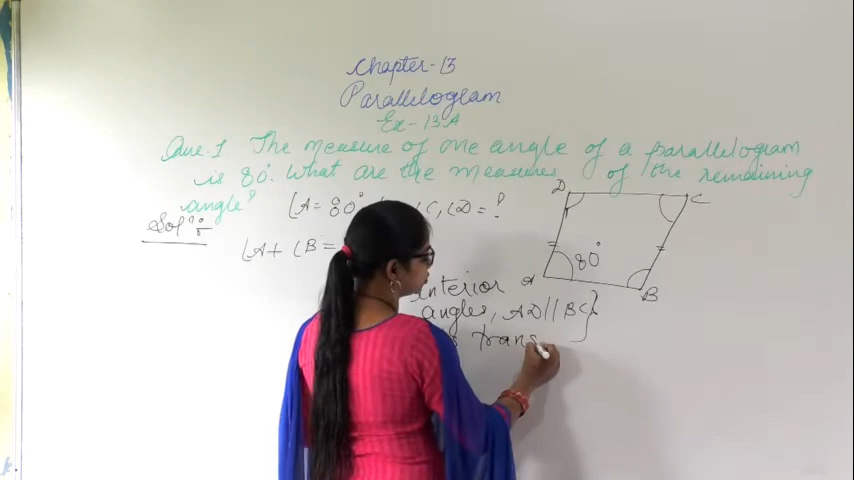 Chapter-13
Parallelogram
Ex-13A
Que.1 The measure of one angle of a parallelogram
is 80°. What are the measures of the remaining
angle?
Soln:
∠A = 80° ∠C, ∠D = ?
∠A + ∠B =
interior
angles, AD || BC }
trans
D
C
80°
A
B